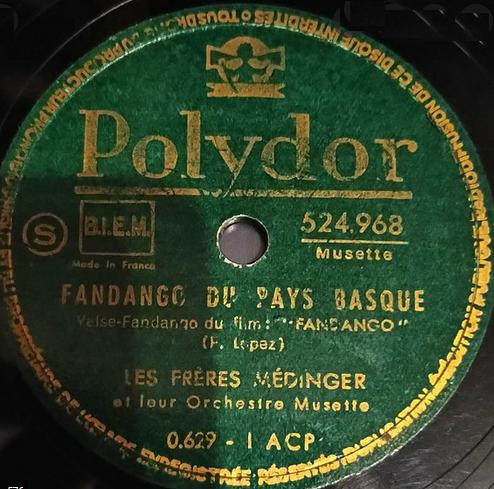 Polydor
S
B.I.E.M.
524.968
Made in France
Musette
FANDANGO DU PAYS BASQUE
Valse-Fandango du film: "FANDANGO"
(F. Lopez)
LES FRÈRES MÉDINGER
et leur Orchestre Musette
0.629 - 1 ACP